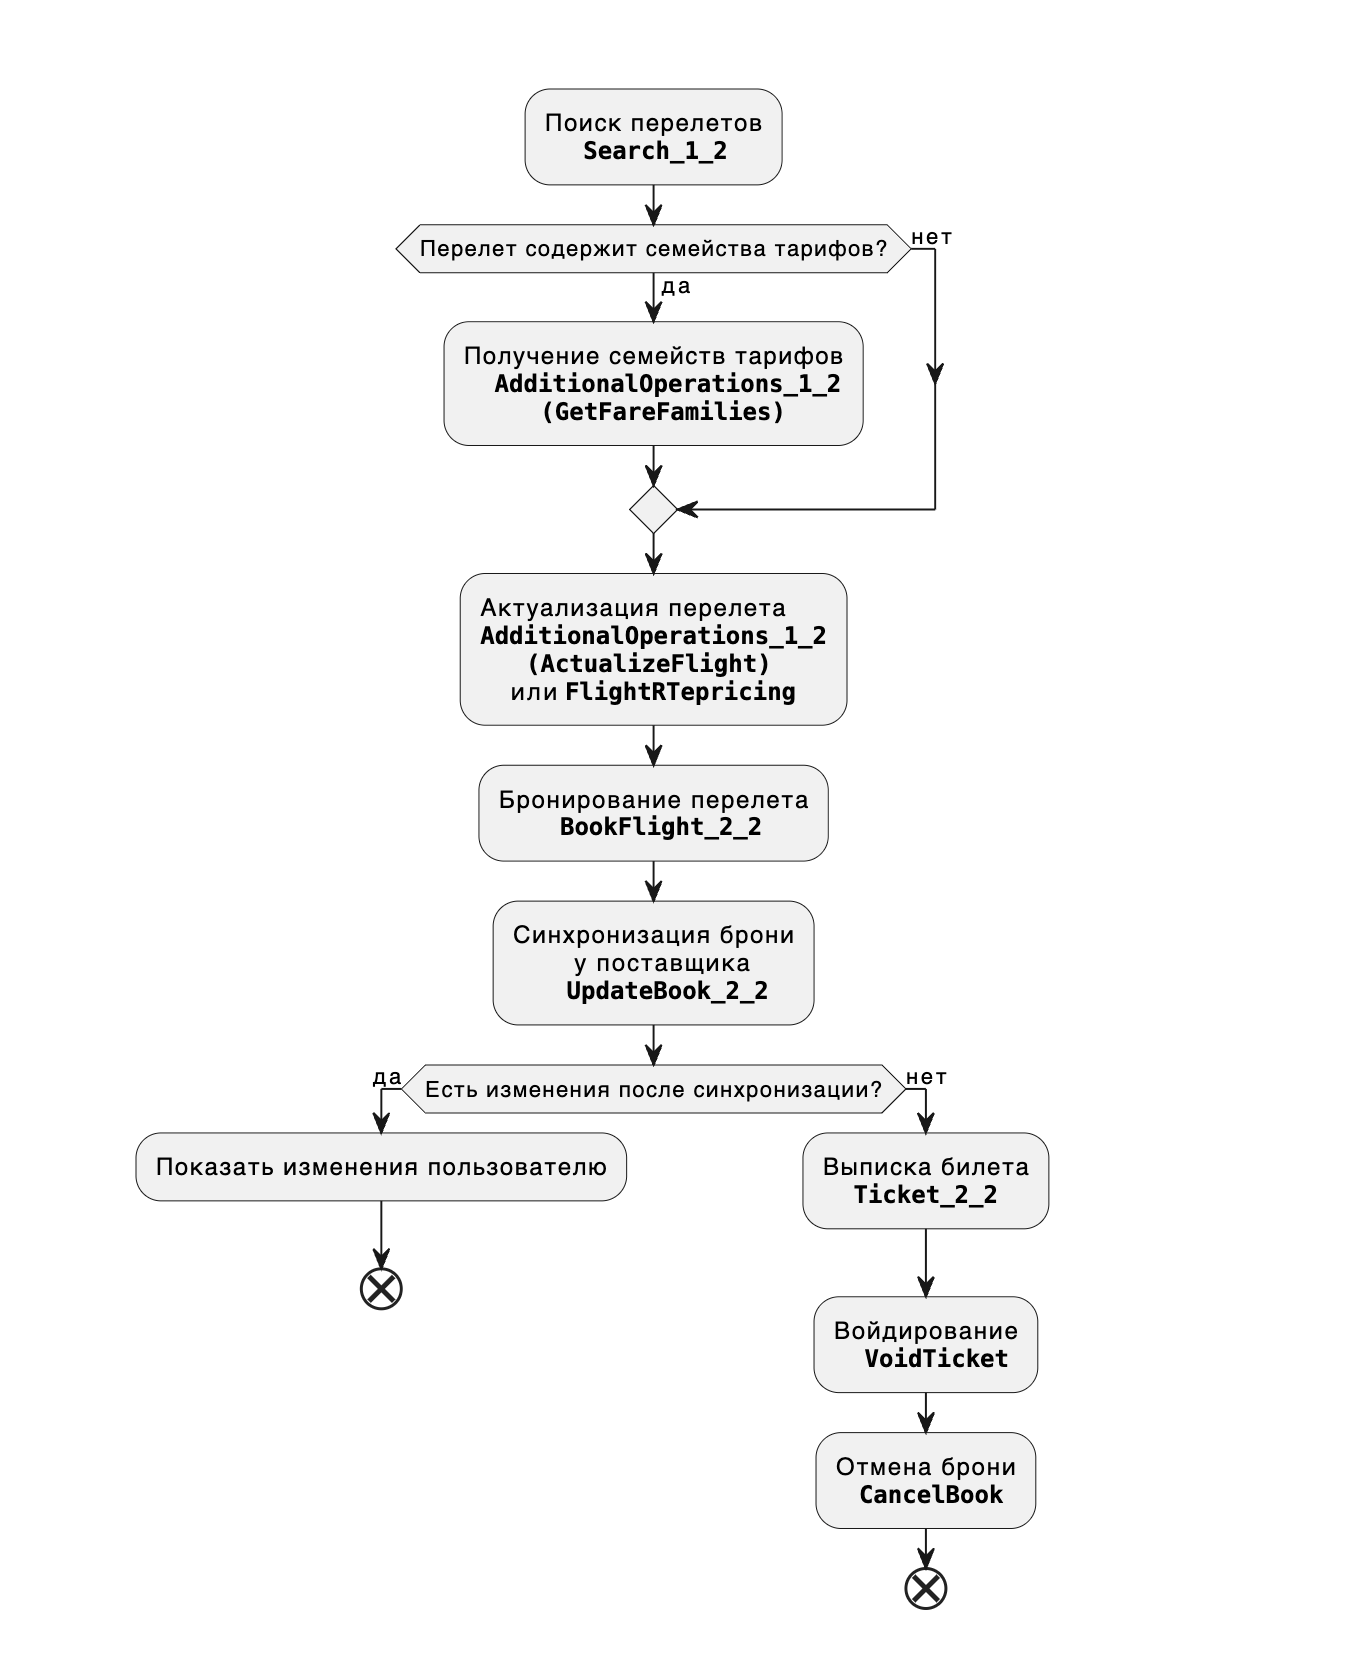 Поиск перелетов
Search_1_2
Перелет содержит семейства тарифов?
нет
да
Получение семейств тарифов
AdditionalOperations_1_2
(GetFareFamilies)
Актуализация перелета
AdditionalOperations_1_2
(ActualizeFlight)
или FlightRTepricing
Бронирование перелета
BookFlight_2_2
Синхронизация брони
у поставщика
UpdateBook_2_2
да
Есть изменения после синхронизации?
нет
Показать изменения пользователю
Выписка билета
Ticket_2_2
Войдирование
VoidTicket
Отмена брони
CancelBook